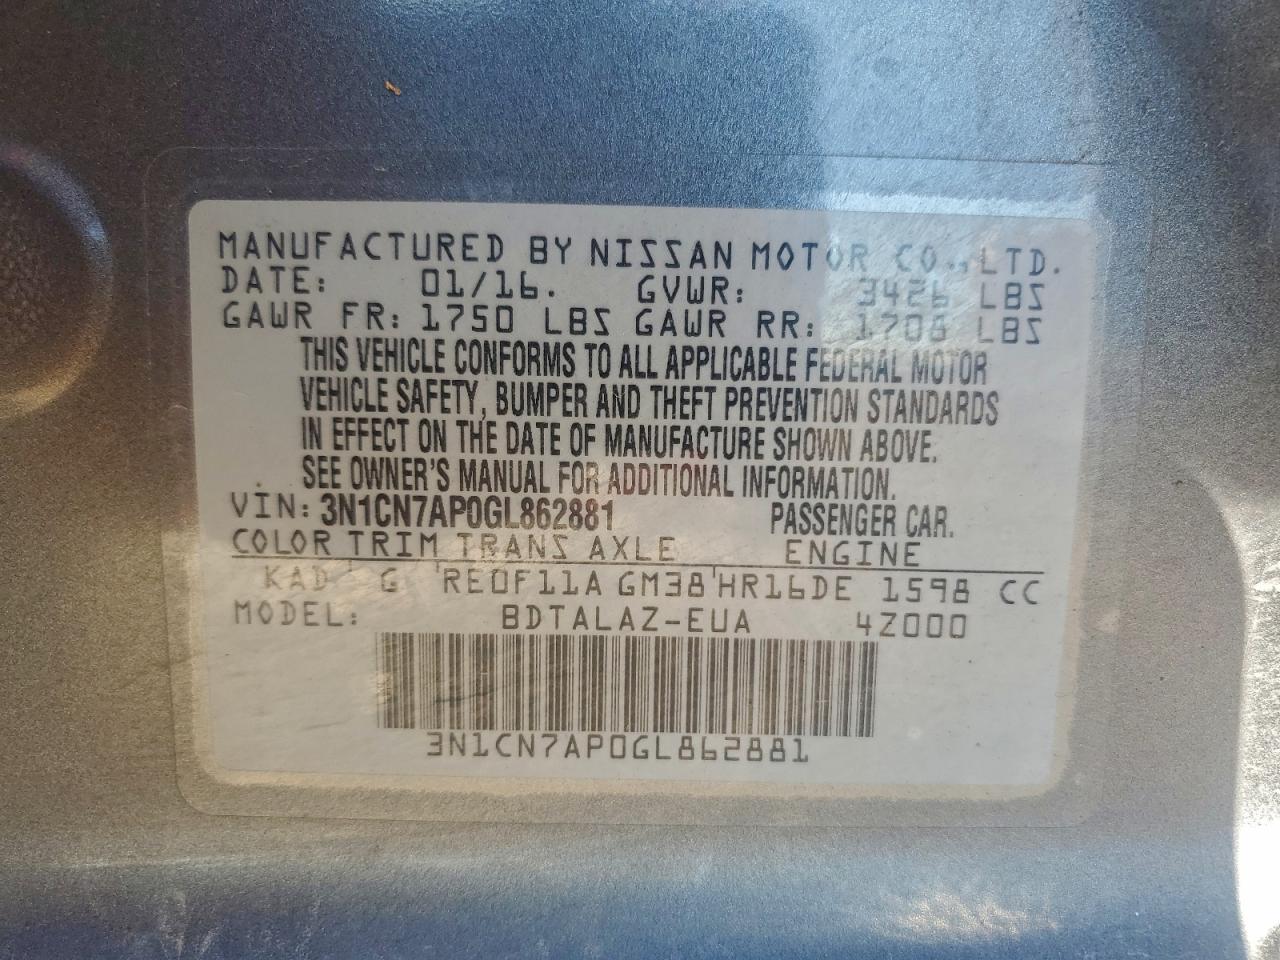 MANUFACTURED BY NISSAN MOTOR CO., LTD.
DATE: 01/16. GVWR: 3426 LBS
GAWR FR: 1750 LBS GAWR RR: 1708 LBS
THIS VEHICLE CONFORMS TO ALL APPLICABLE FEDERAL MOTOR
VEHICLE SAFETY, BUMPER AND THEFT PREVENTION STANDARDS
IN EFFECT ON THE DATE OF MANUFACTURE SHOWN ABOVE.
SEE OWNER'S MANUAL FOR ADDITIONAL INFORMATION.
VIN: 3N1CN7AP0GL862881 PASSENGER CAR.
COLOR TRIM TRANS AXLE ENGINE
KAD G RE0F11A GM38 HR16DE 1598 CC
MODEL: BDTALAZ-EUA 4Z000
3N1CN7AP0GL862881